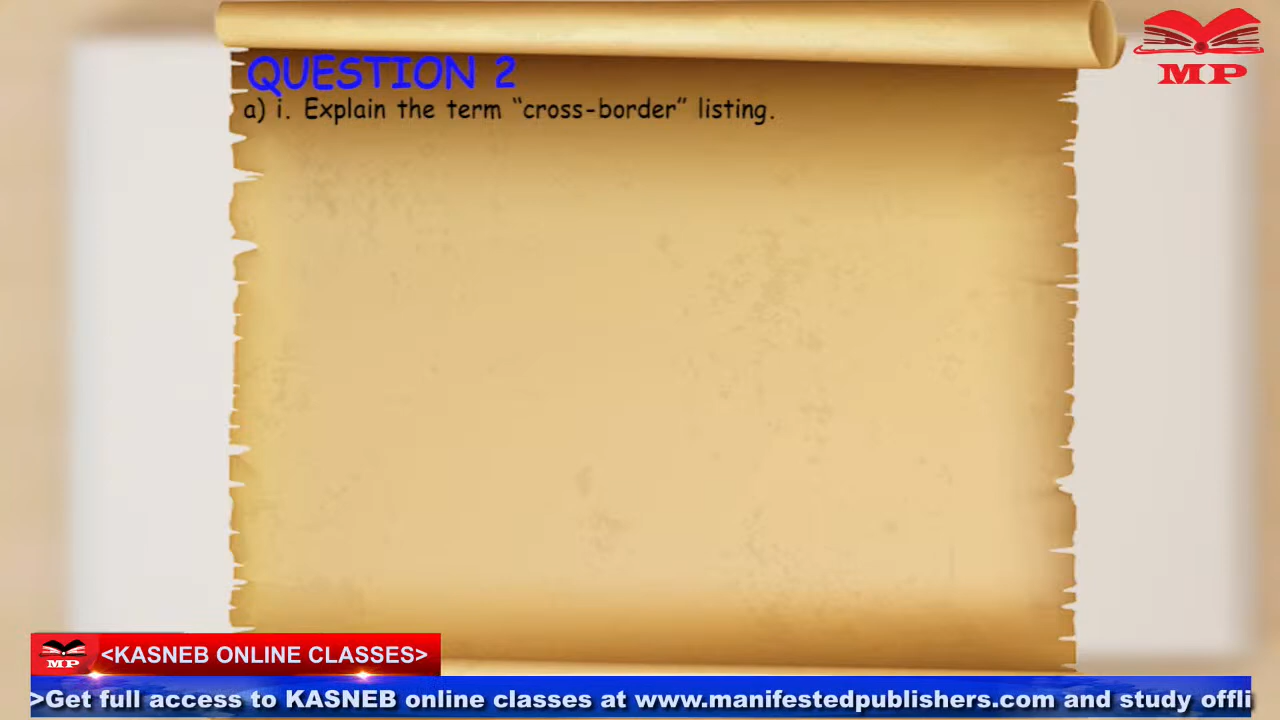 MP
QUESTION 2
a) i. Explain the term “cross-border” listing.
MP
<KASNEB ONLINE CLASSES>
>Get full access to KASNEB online classes at www.manifestedpublishers.com and study offli